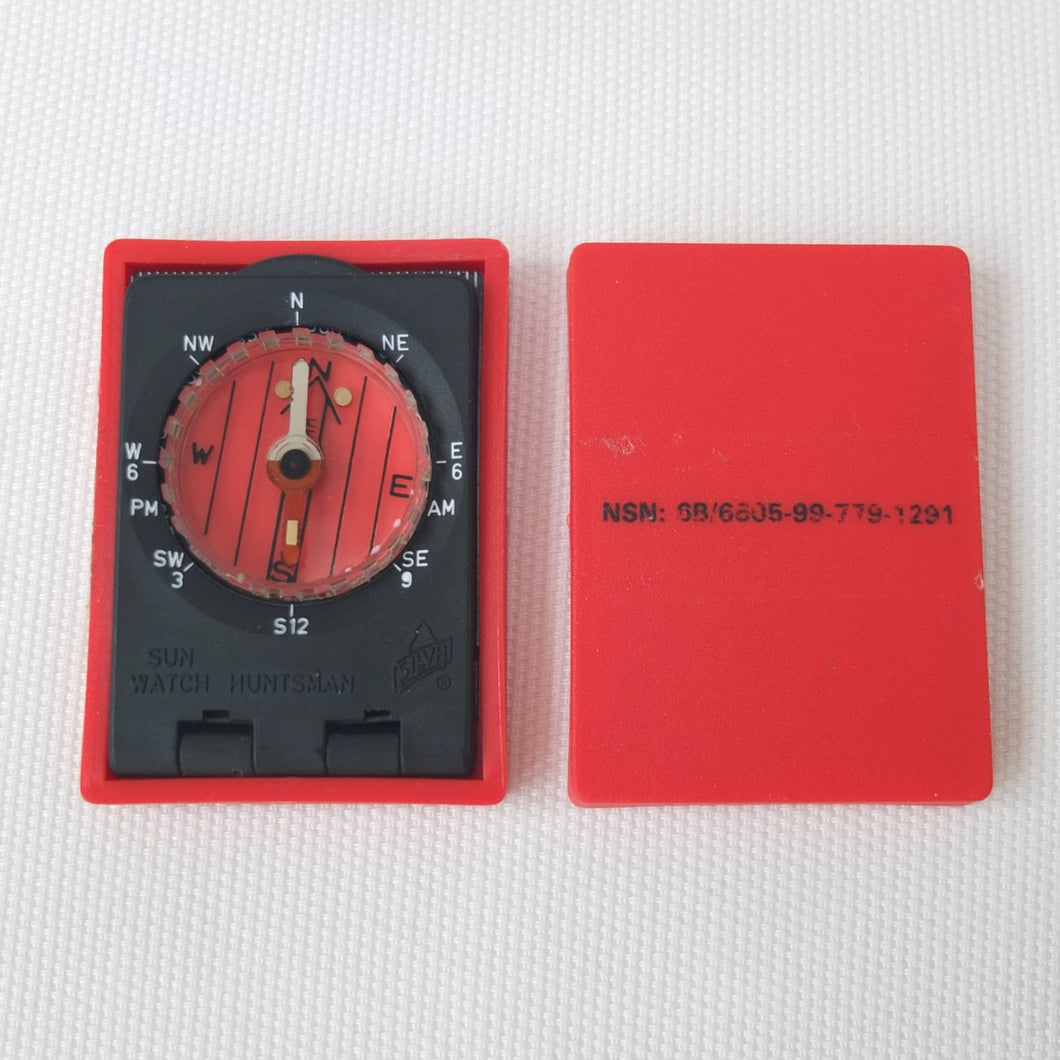 N
NW NE
N
W E
6 6
W E
PM AM
SW SE
3 9
S
S12
SUN
WATCH HUNTSMAN
SILVA
®
NSN: 6B/6605-99-779-1291